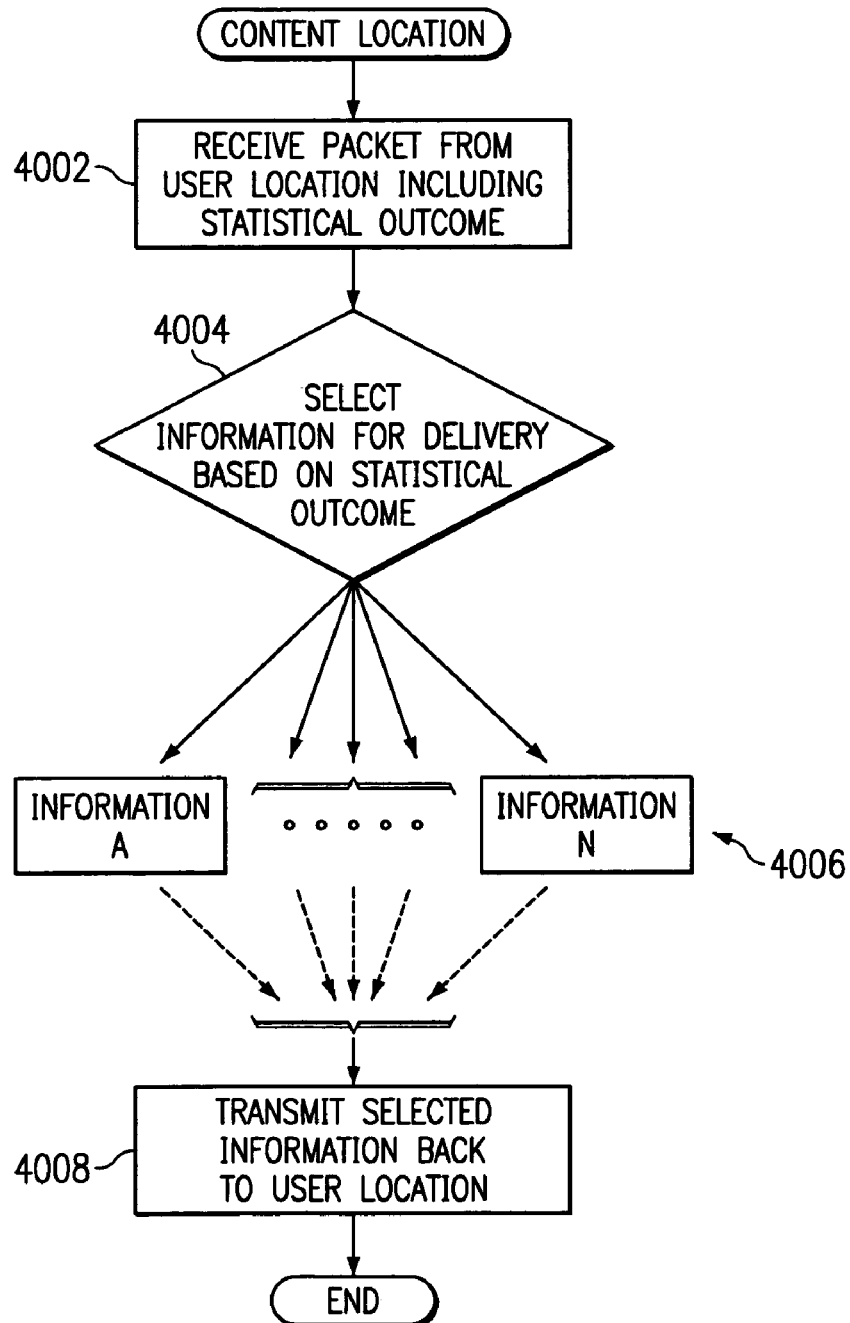 CONTENT LOCATION
4002
RECEIVE PACKET FROM
USER LOCATION INCLUDING
STATISTICAL OUTCOME
4004
SELECT
INFORMATION FOR DELIVERY
BASED ON STATISTICAL
OUTCOME
INFORMATION
A
INFORMATION
N
4006
4008
TRANSMIT SELECTED
INFORMATION BACK
TO USER LOCATION
END